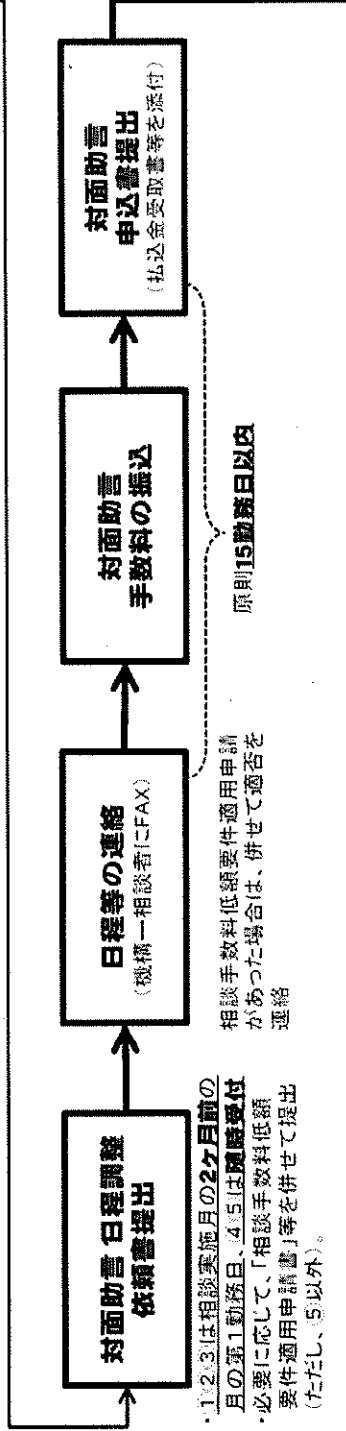 対面助言 日程調整
依頼書提出
・①②③は相談実施月の2ヶ月前の
月の第1勤務日、④⑤は随時受付
・必要に応じて、「相談手数料低額
要件適用申請書」等を併せて提出
(ただし、⑤以外)。
日程等の連絡
(機構→相談者にFAX)
相談手数料低額要件適用申請
があった場合は、併せて適否を
連絡
対面助言
手数料の振込
原則15勤務日以内
対面助言
申込書提出
(払込金受取書等を添付)